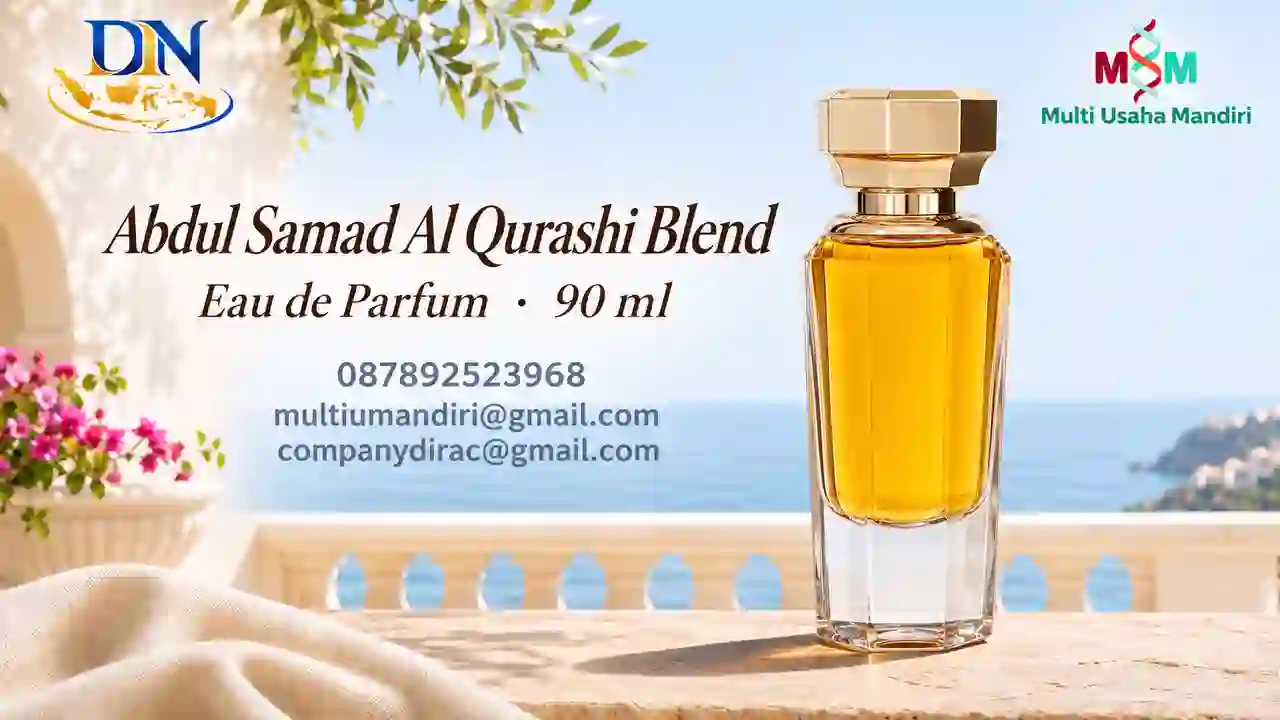 DIN
MSM
Multi Usaha Mandiri
Abdul Samad Al Qurashi Blend
Eau de Parfum · 90 ml
087892523968
multiumandiri@gmail.com
companydirac@gmail.com